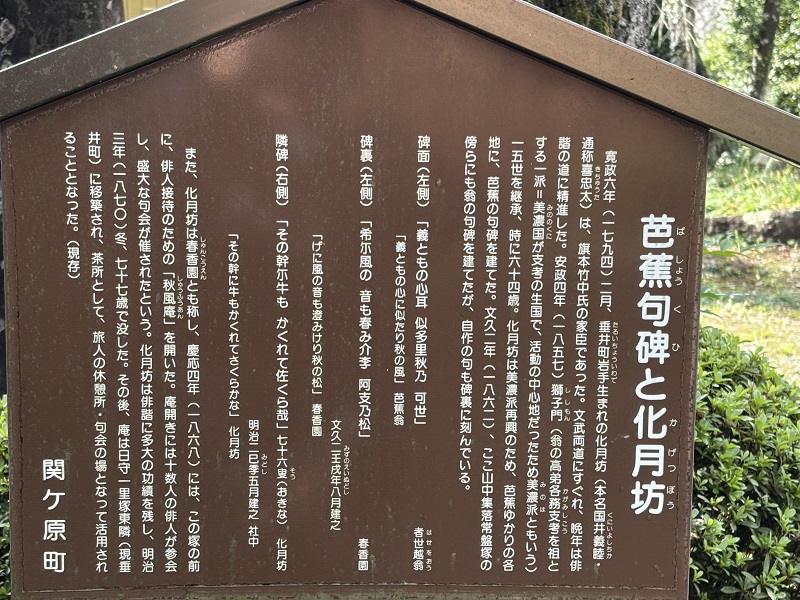 芭蕉句碑と化月坊
ばしょうくひ かげつぼう
寛政六年(一七九四)二月、垂井町岩手生まれの化月坊(本名国井義睦・
通称喜忠太)は、旗本竹中氏の家臣であった。文武両道にすぐれ、晩年は俳
諧の道に精進した。安政四年(一八五七)獅子門(翁の高弟各務支考を祖と
する一派=美濃国が支考の生国で、活動の中心地だったため美濃派ともいう)
一五世を継承、時に六十四歳。化月坊は美濃派再興のため、芭蕉ゆかりの各
地に、芭蕉の句碑を建てた。文久二年(一八六二)、ここ山中集落常盤塚の
傍らにも翁の句碑を建てたが、自作の句も碑裏に刻んでいる。
碑面(左側)「義ともの心耳 似多里秋乃 可世」 者世越翁
「義ともの心に似たり秋の風」芭蕉翁
碑裏(左側)「希尓風の 音も春み介李 阿支乃松」 春香園
「げに風の音も澄みけり秋の松」春香園
文久二壬戌年八月建之
隣碑(右側)「その幹尓牛も かくれて佐くら哉」七十六叟(おきな) 化月坊
明治二己季五月建之 社中
「その幹に牛もかくれてさくらかな」化月坊
また、化月坊は春香園とも称し、慶応四年(一八六八)には、この塚の前
に、俳人接待のための「秋風庵」を開いた。庵開きには十数人の俳人が参会
し、盛大な句会が催されたという。化月坊は俳諧に多大の功績を残し、明治
三年(一八七〇)冬、七十七歳で没した。その後、庵は日守一里塚東隣(現垂
井町)に移築され、茶所として、旅人の休憩所・句会の場となって活用され
ることとなった。(現存)
関ケ原町